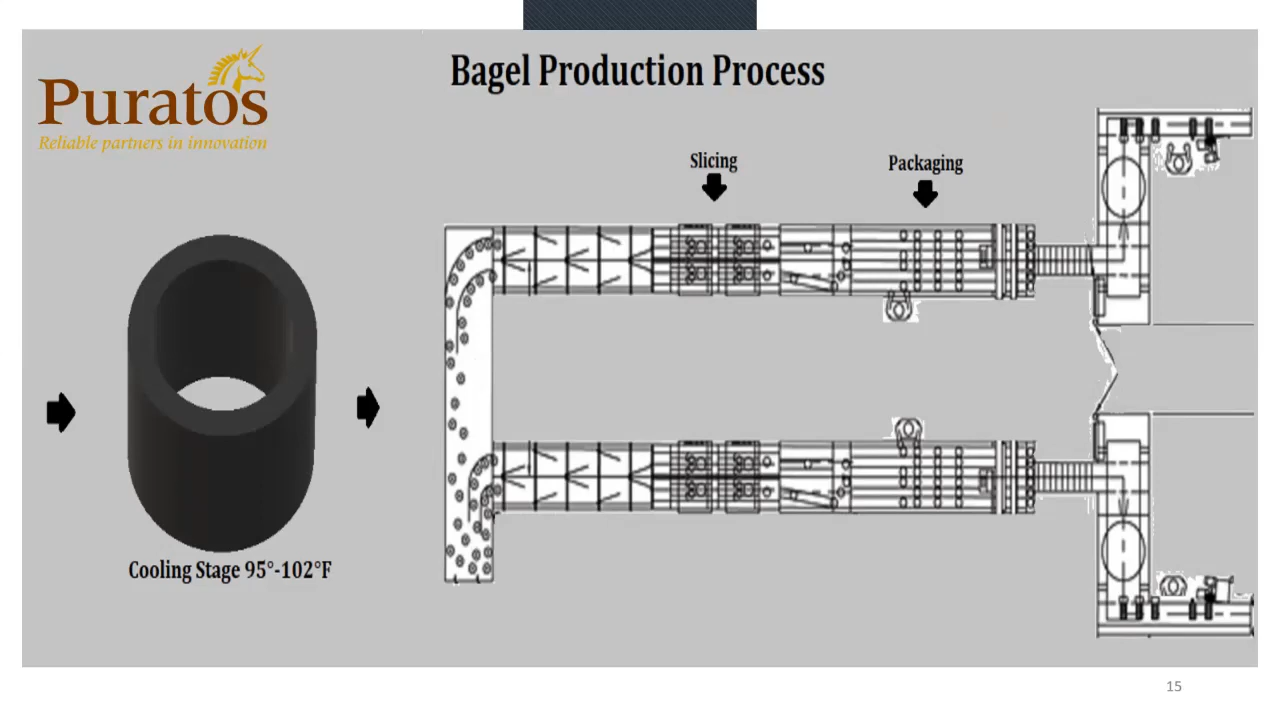 Bagel Production Process
Puratos
Reliable partners in innovation
Slicing
Packaging
Cooling Stage 95°-102°F
15